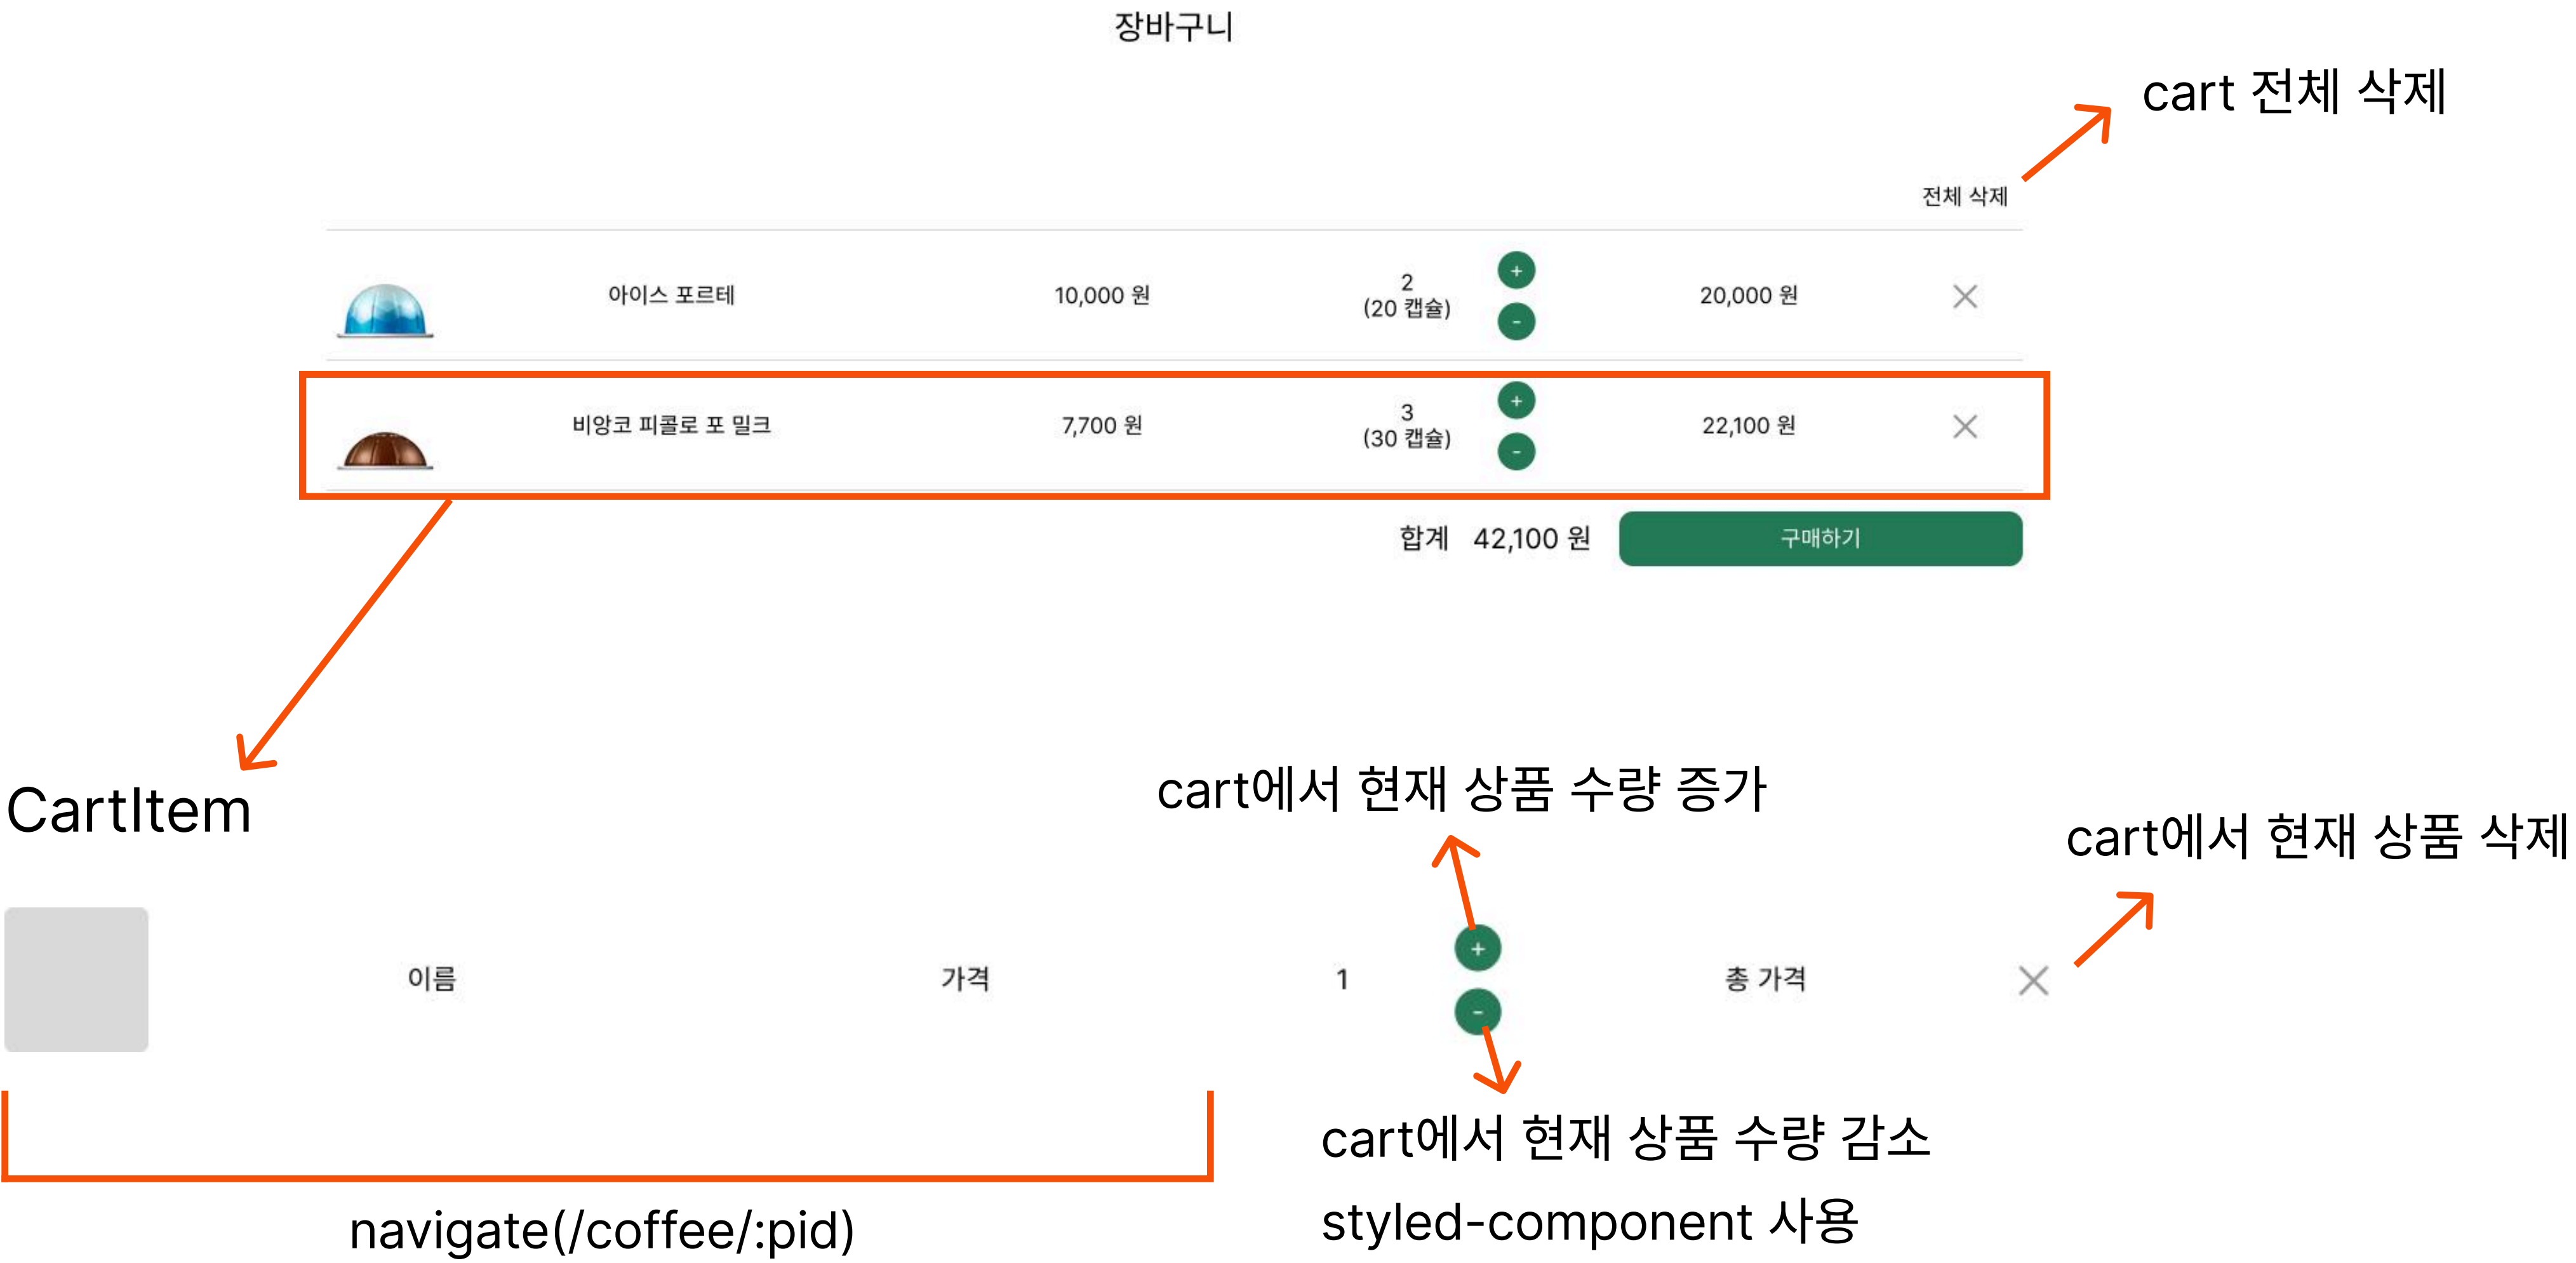 장바구니
cart 전체 삭제
전체 삭제
아이스 포르테
10,000 원
2
(20 캡슐)
+
-
20,000 원
비앙코 피콜로 포 밀크
7,700 원
3
(30 캡슐)
+
-
22,100 원
합계 42,100 원
구매하기
CartItem
cart에서 현재 상품 수량 증가
cart에서 현재 상품 삭제
이름
가격
1
+
-
총 가격
cart에서 현재 상품 수량 감소
styled-component 사용
navigate(/coffee/:pid)